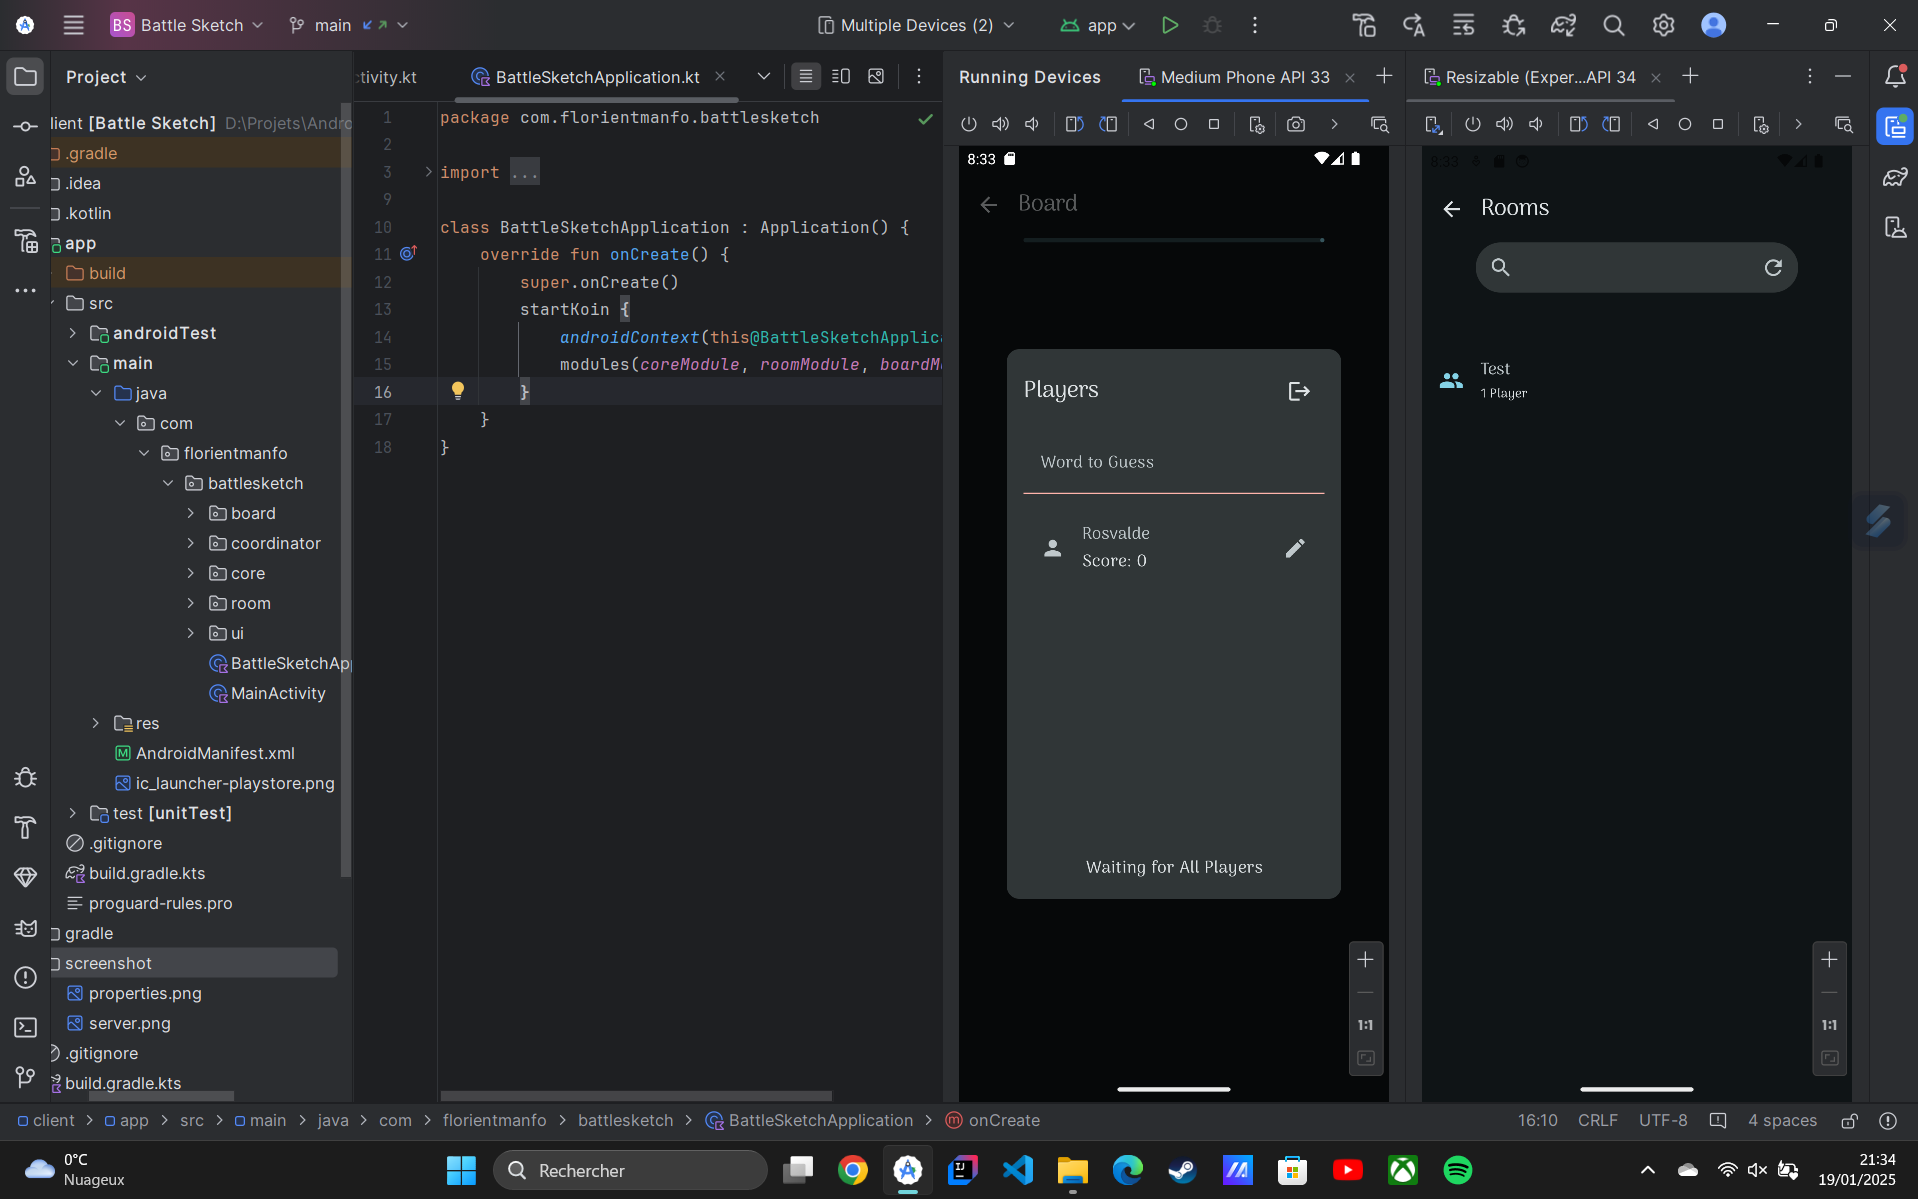 BS Battle Sketch
main
Multiple Devices (2)
app
Project
lient [Battle Sketch] D:\Projets\Andro
.gradle
.idea
.kotlin
app
build
src
androidTest
main
java
com
florientmanfo
battlesketch
board
coordinator
core
room
ui
BattleSketchApp
MainActivity
res
AndroidManifest.xml
ic_launcher-playstore.png
test [unitTest]
.gitignore
build.gradle.kts
proguard-rules.pro
gradle
screenshot
properties.png
server.png
.gitignore
build.gradle.kts
ctivity.kt
BattleSketchApplication.kt
1 package com.florientmanfo.battlesketch
2
3 import ...
9
10 class BattleSketchApplication : Application() {
11 override fun onCreate() {
12 super.onCreate()
13 startKoin {
14 androidContext(this@BattleSketchApplica
15 modules(coreModule, roomModule, boardMo
16 }
17 }
18 }
Running Devices
Medium Phone API 33
Resizable (Exper...API 34
8:33
Board
Players
Word to Guess
Rosvalde
Score: 0
Waiting for All Players
1:1
8:33
Rooms
Test
1 Player
1:1
client > app > src > main > java > com > florientmanfo > battlesketch > BattleSketchApplication > onCreate
16:10 CRLF UTF-8 4 spaces
0°C
Nuageux
Rechercher
21:34
19/01/2025